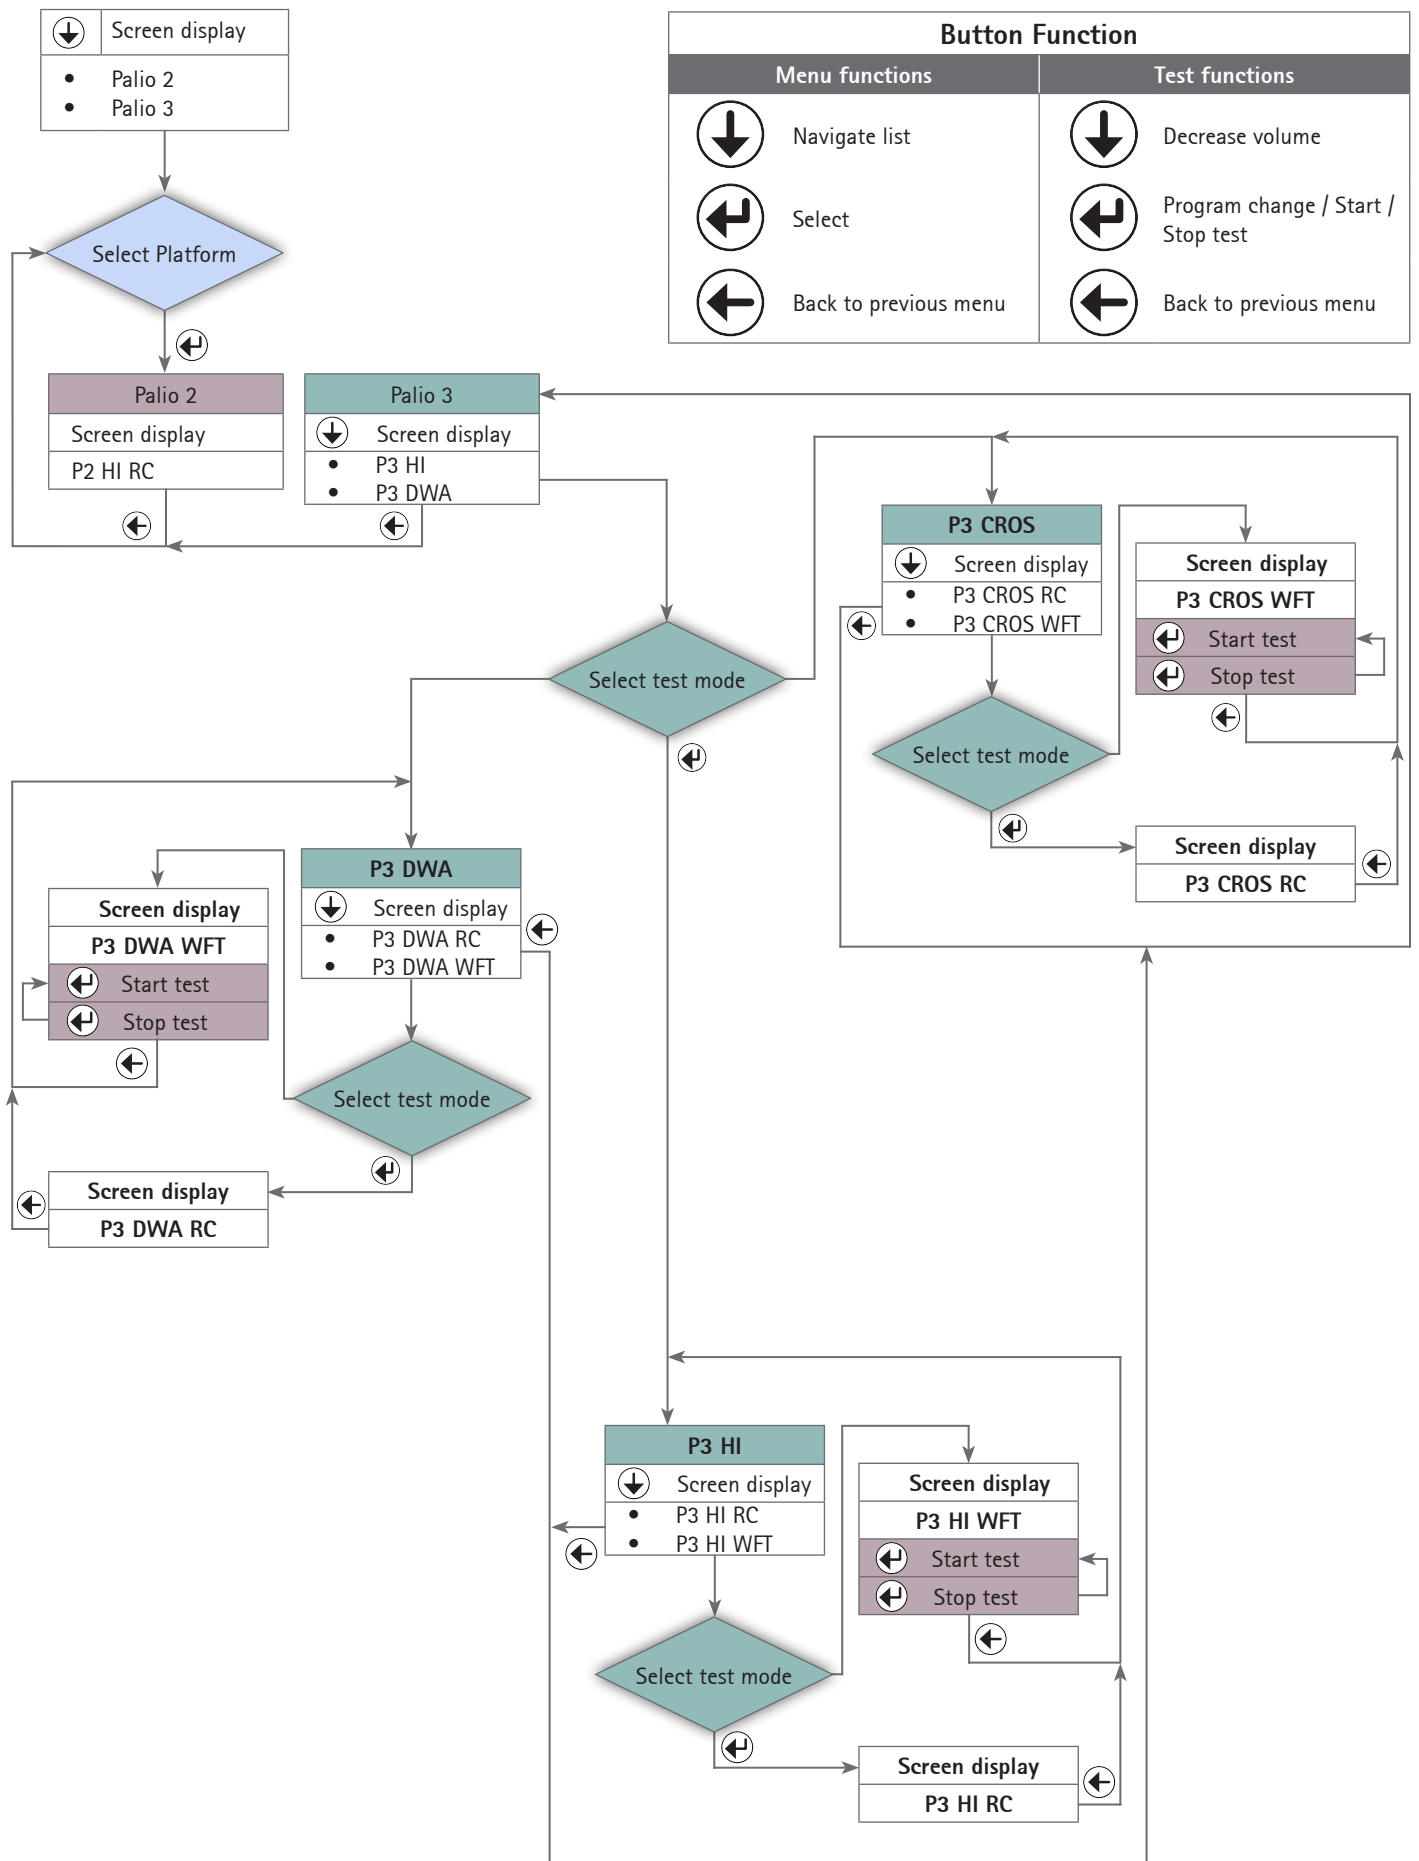 Screen display
• Palio 2
• Palio 3
Select Platform
Button Function
Menu functions
Test functions
Navigate list
Decrease volume
Select
Program change / Start /
Stop test
Back to previous menu
Back to previous menu
Palio 2
Screen display
P2 HI RC
Palio 3
Screen display
• P3 HI
• P3 DWA
Select test mode
P3 CROS
Screen display
• P3 CROS RC
• P3 CROS WFT
Select test mode
Screen display
P3 CROS WFT
Start test
Stop test
Screen display
P3 CROS RC
P3 DWA
Screen display
• P3 DWA RC
• P3 DWA WFT
Select test mode
Screen display
P3 DWA WFT
Start test
Stop test
Screen display
P3 DWA RC
P3 HI
Screen display
• P3 HI RC
• P3 HI WFT
Select test mode
Screen display
P3 HI WFT
Start test
Stop test
Screen display
P3 HI RC